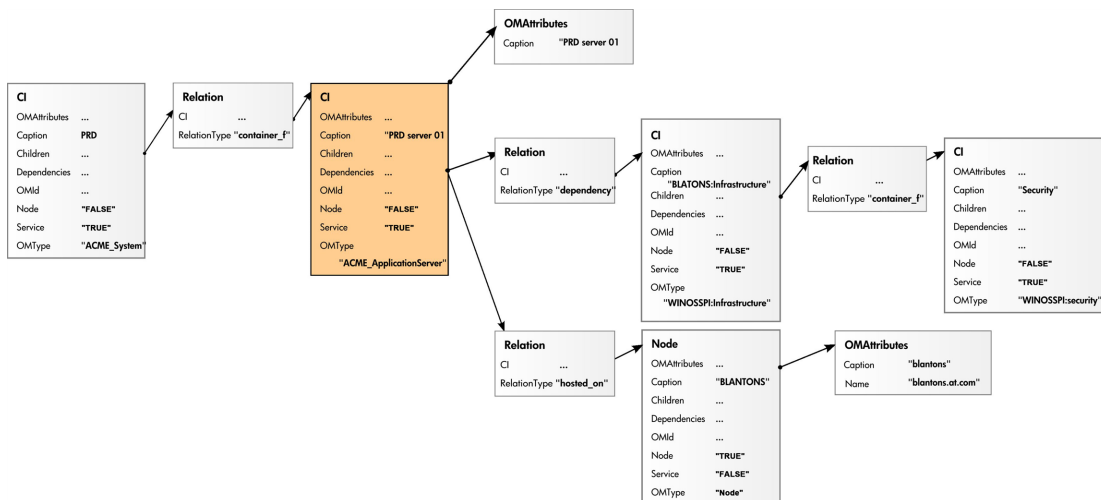 OMAttributes
Caption "PRD server 01
CI
OMAttributes ...
Caption PRD
Children ...
Dependencies ...
OMId ...
Node "FALSE"
Service "TRUE"
OMType "ACME_System"
Relation
CI ...
RelationType "container_f"
CI
OMAttributes ...
Caption "PRD server 01
Children ...
Dependencies ...
OMId ...
Node "FALSE"
Service "TRUE"
OMType
"ACME_ApplicationServer"
Relation
CI ...
RelationType "dependency"
CI
OMAttributes ...
Caption
"BLATONS:Infrastructure"
Children ...
Dependencies ...
OMId ...
Node "FALSE"
Service "TRUE"
OMType
"WINOSSPI:Infrastructure"
Relation
CI ...
RelationType "container_f"
CI
OMAttributes ...
Caption "Security"
Children ...
Dependencies ...
OMId ...
Node "FALSE"
Service "TRUE"
OMType "WINOSSPI:security"
Relation
CI ...
RelationType "hosted_on"
Node
OMAttributes ...
Caption "BLANTONS"
Children ...
Dependencies ...
OMId ...
Node "TRUE"
Service "FALSE"
OMType "Node"
OMAttributes
Caption "blantons"
Name "blantons.at.com"